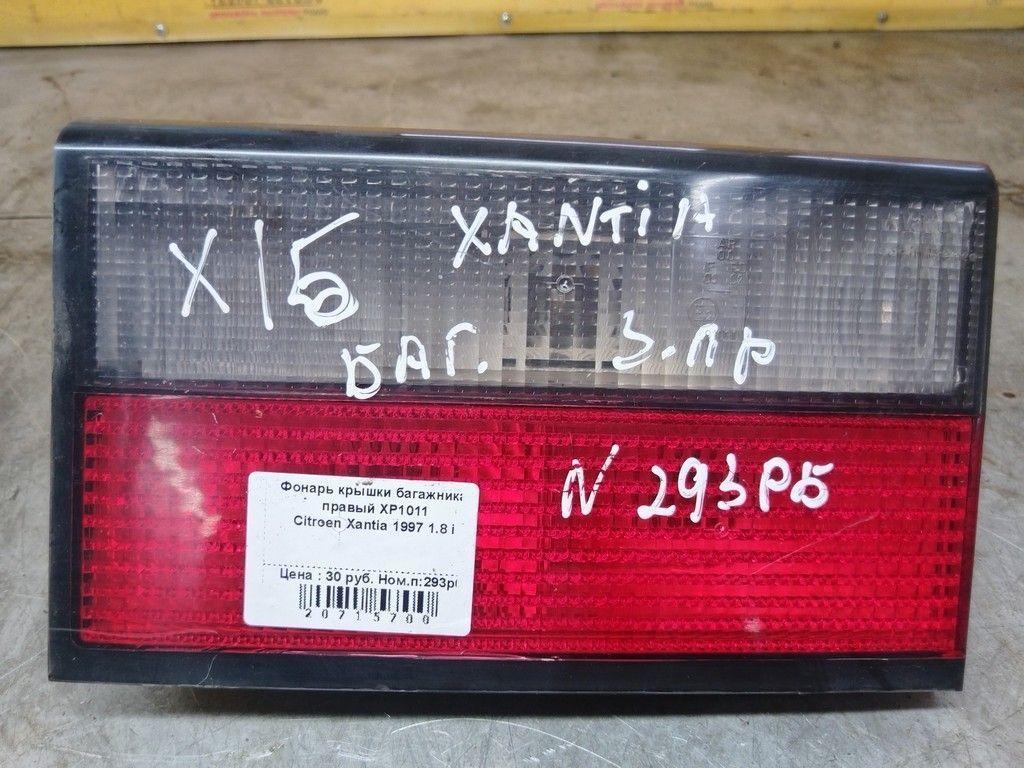 XANTiA
X15
БАГ. З.ПР
N 293РБ
Фонарь крышки багажника
правый XP1011
Citroen Xantia 1997 1.8 i
Цена : 30 руб. Ном.п:293р
20715700